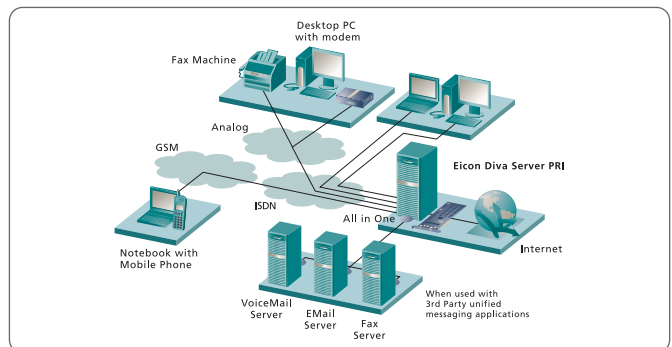 Desktop PC
with modem
Fax Machine
Analog
GSM
Eicon Diva Server PRI
ISDN
All in One
Notebook with
Mobile Phone
Internet
VoiceMail
Server
EMail
Server
Fax
Server
When used with
3rd Party unified
messaging applications